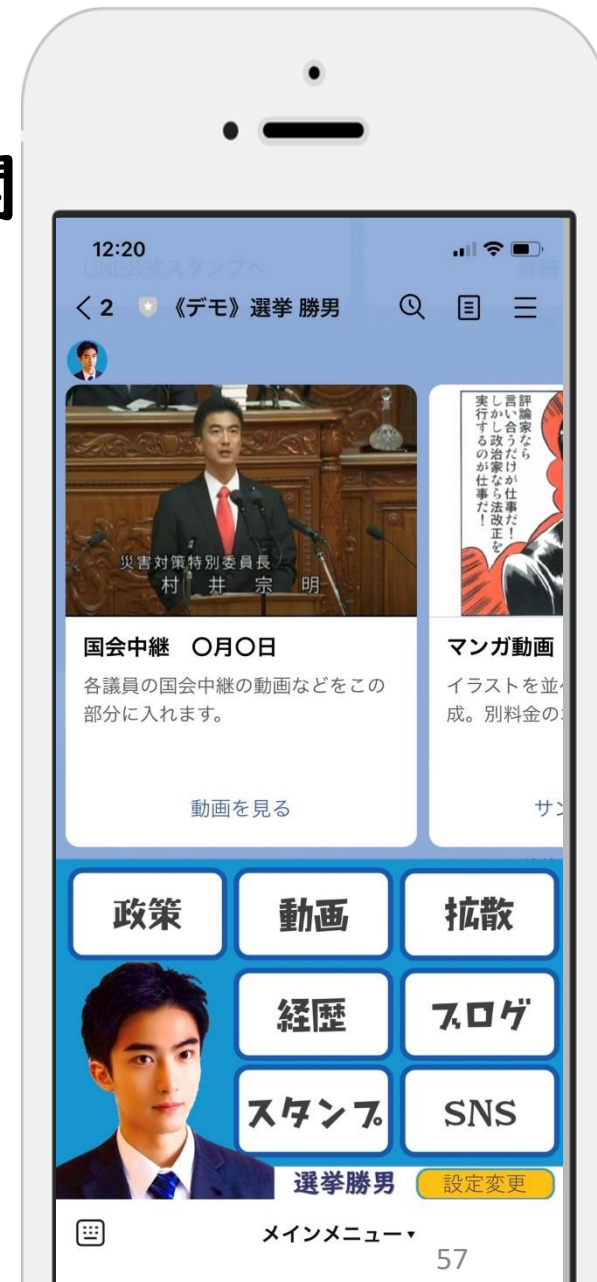 12:20
LINE公式スタンプへ
詳細
2 《デモ》選挙 勝男
災害対策特別委員長
村井宗明
評論家なら
言い合うだけが仕事だ!
しかし政治家なら法改正を
実行するのが仕事だ!
国会中継 〇月〇日
各議員の国会中継の動画などをこの
部分に入れます。
動画を見る
マンガ動画
イラストを並
成。別料金の
サン
政策
動画
拡散
経歴
ブログ
スタンプ
SNS
選挙勝男
設定変更
メインメニュー▾
57